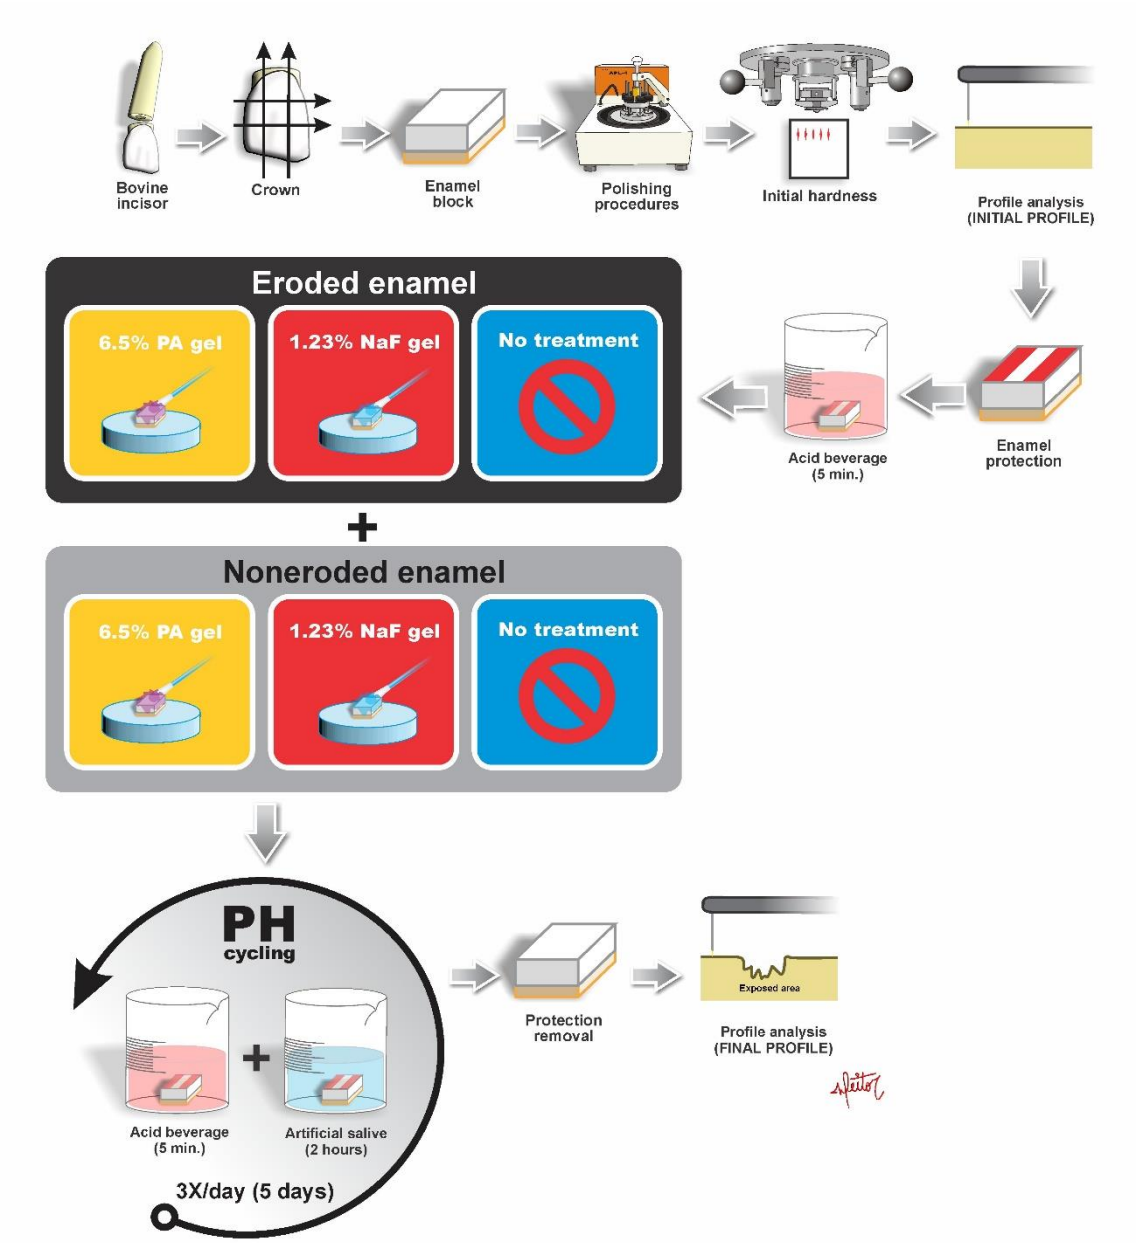 Bovine
incisor
Crown
Enamel
block
Polishing
procedures
Initial hardness
Profile analysis
(INITIAL PROFILE)
Enamel
protection
Acid beverage
(5 min.)
Eroded enamel
6.5% PA gel
1.23% NaF gel
No treatment
+
Noneroded enamel
6.5% PA gel
1.23% NaF gel
No treatment
PH
cycling
+
Acid beverage
(5 min.)
Artificial salive
(2 hours)
3X/day (5 days)
Protection
removal
Exposed area
Profile analysis
(FINAL PROFILE)